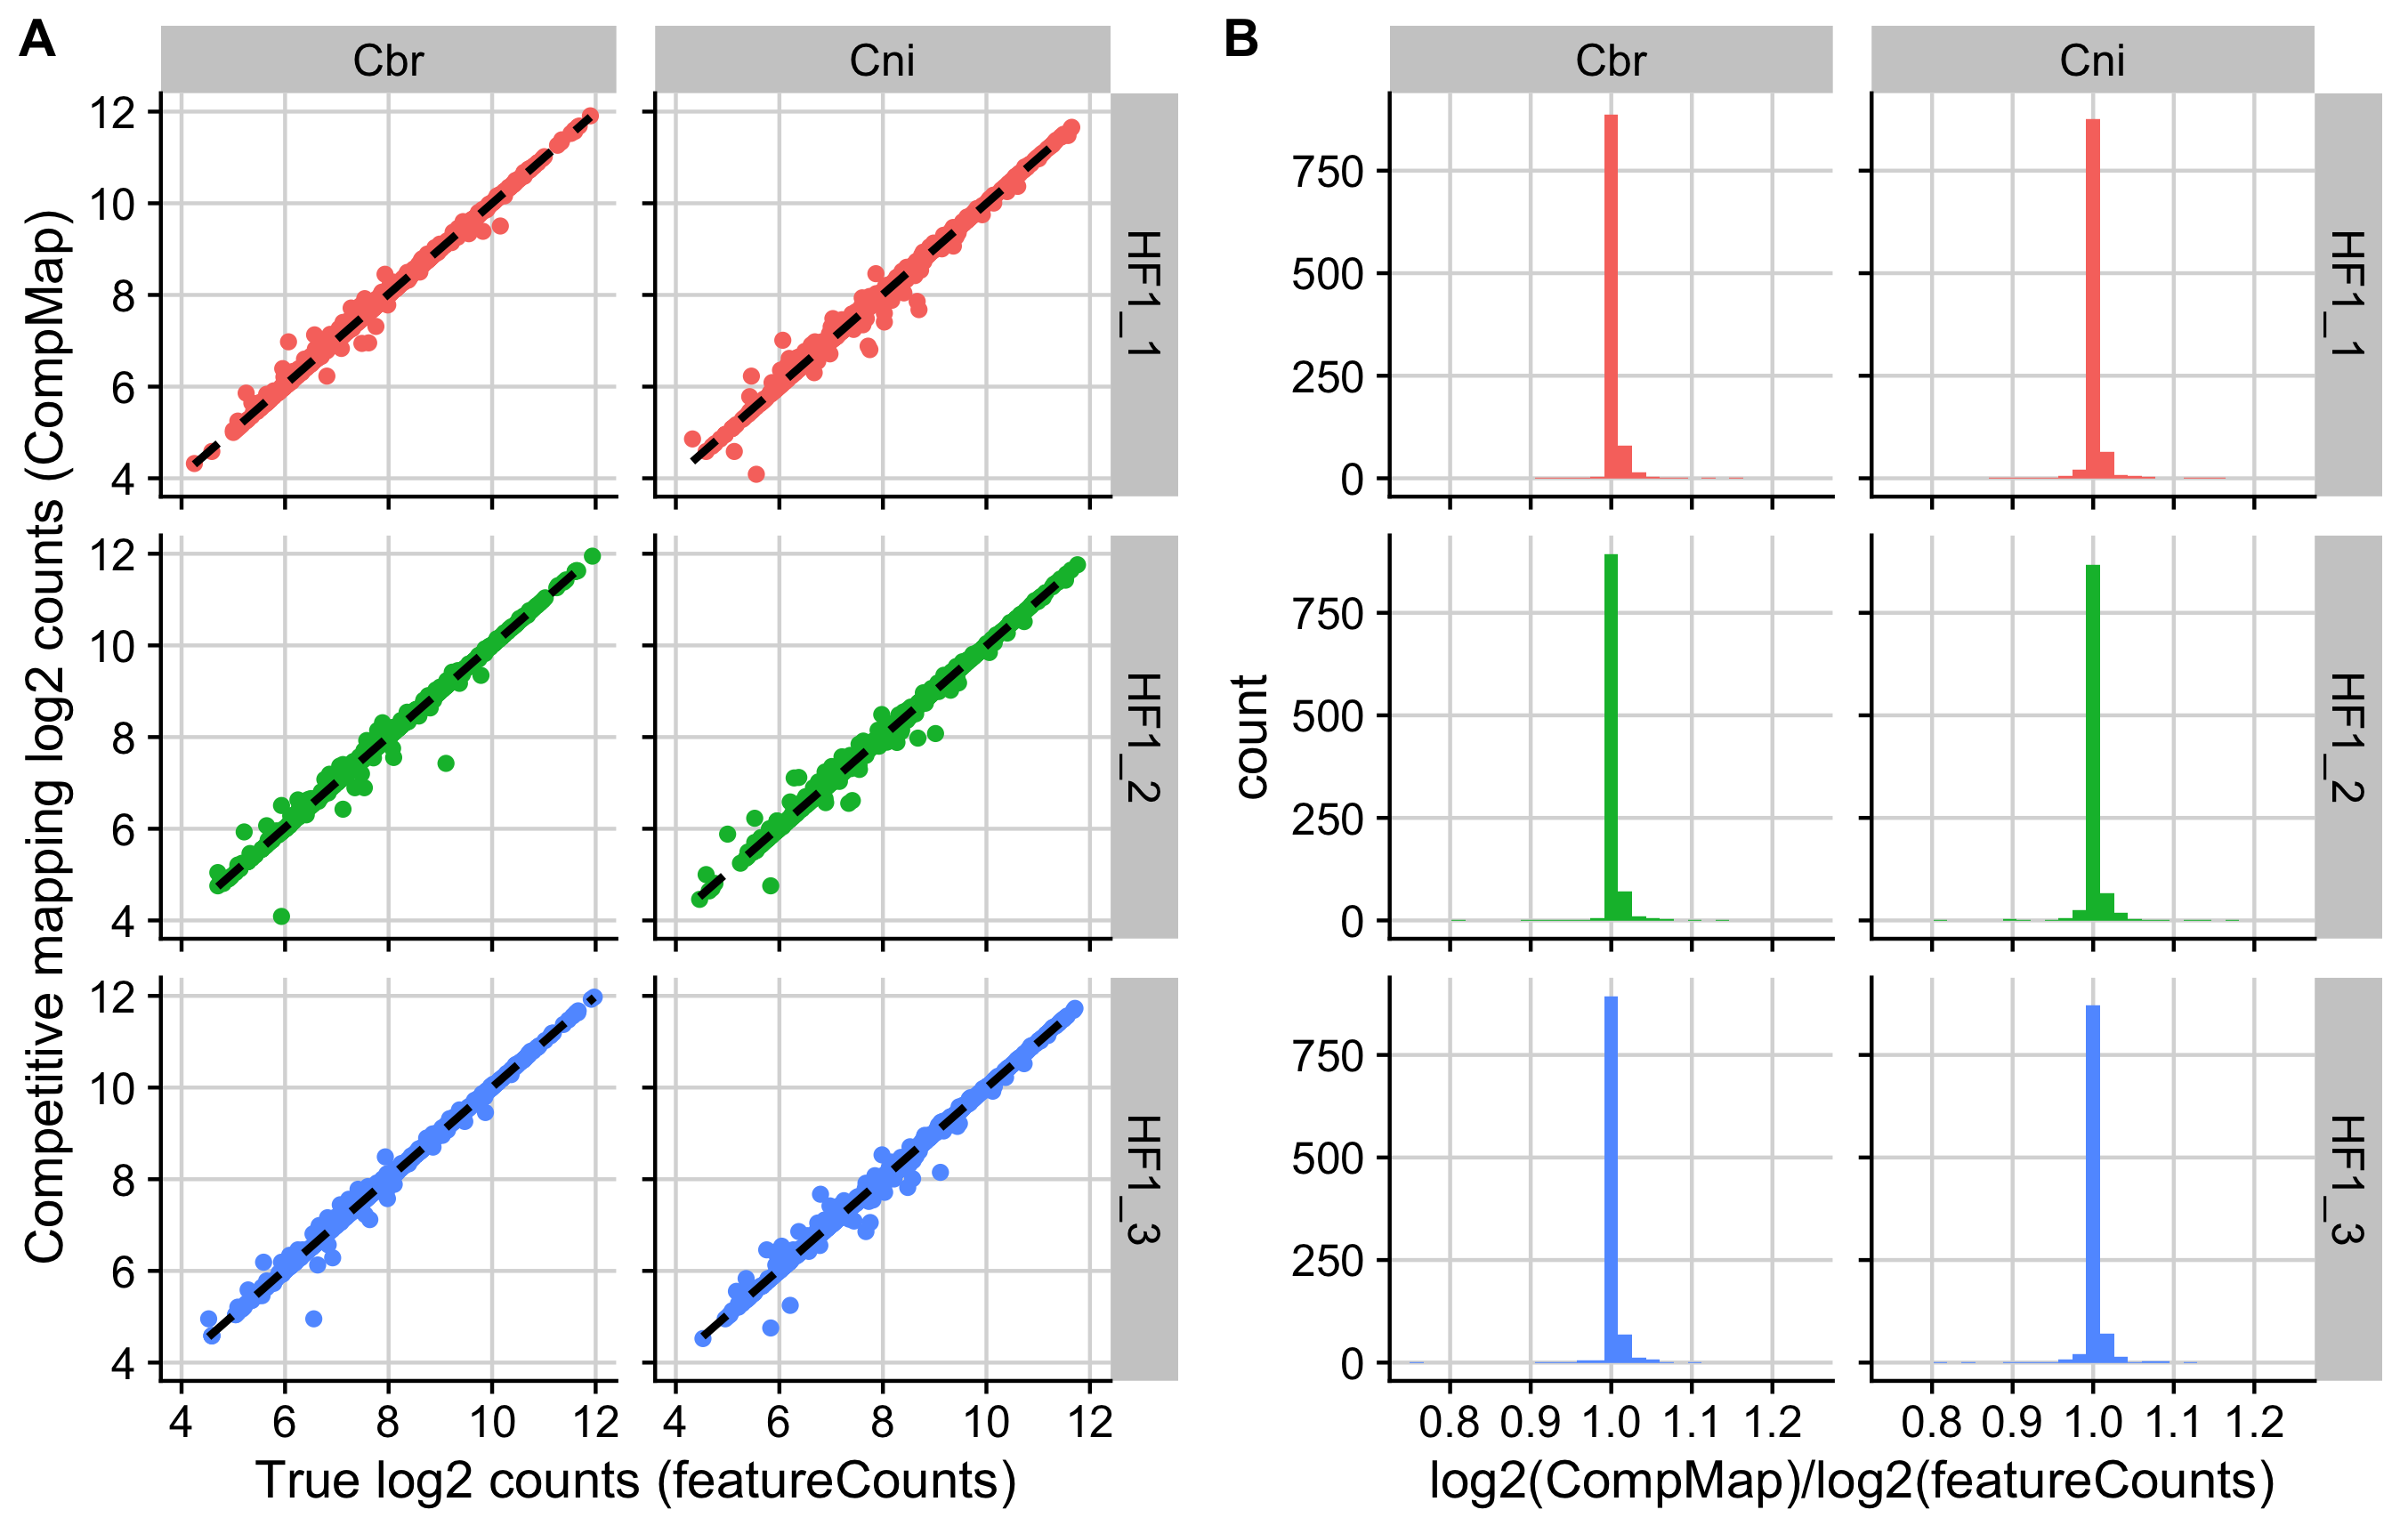 A
Cbr
Cni
Competitive mapping log2 counts (CompMap)
12
10
8
6
4
HF1_1
12
10
8
6
4
HF1_2
12
10
8
6
4
HF1_3
4 6 8 10 12
4 6 8 10 12
True log2 counts (featureCounts)
B
Cbr
Cni
count
750
500
250
0
HF1_1
750
500
250
0
HF1_2
750
500
250
0
HF1_3
0.8 0.9 1.0 1.1 1.2
0.8 0.9 1.0 1.1 1.2
log2(CompMap)/log2(featureCounts)